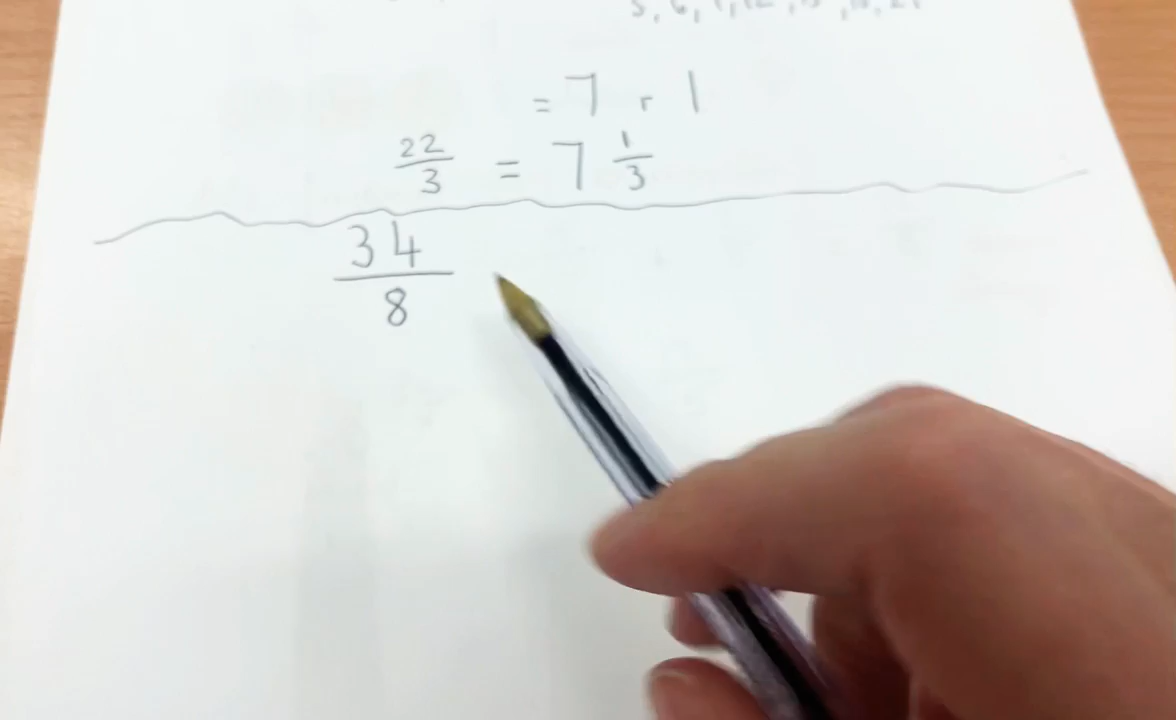 = 7 r 1
22/3 = 7 1/3
34/8